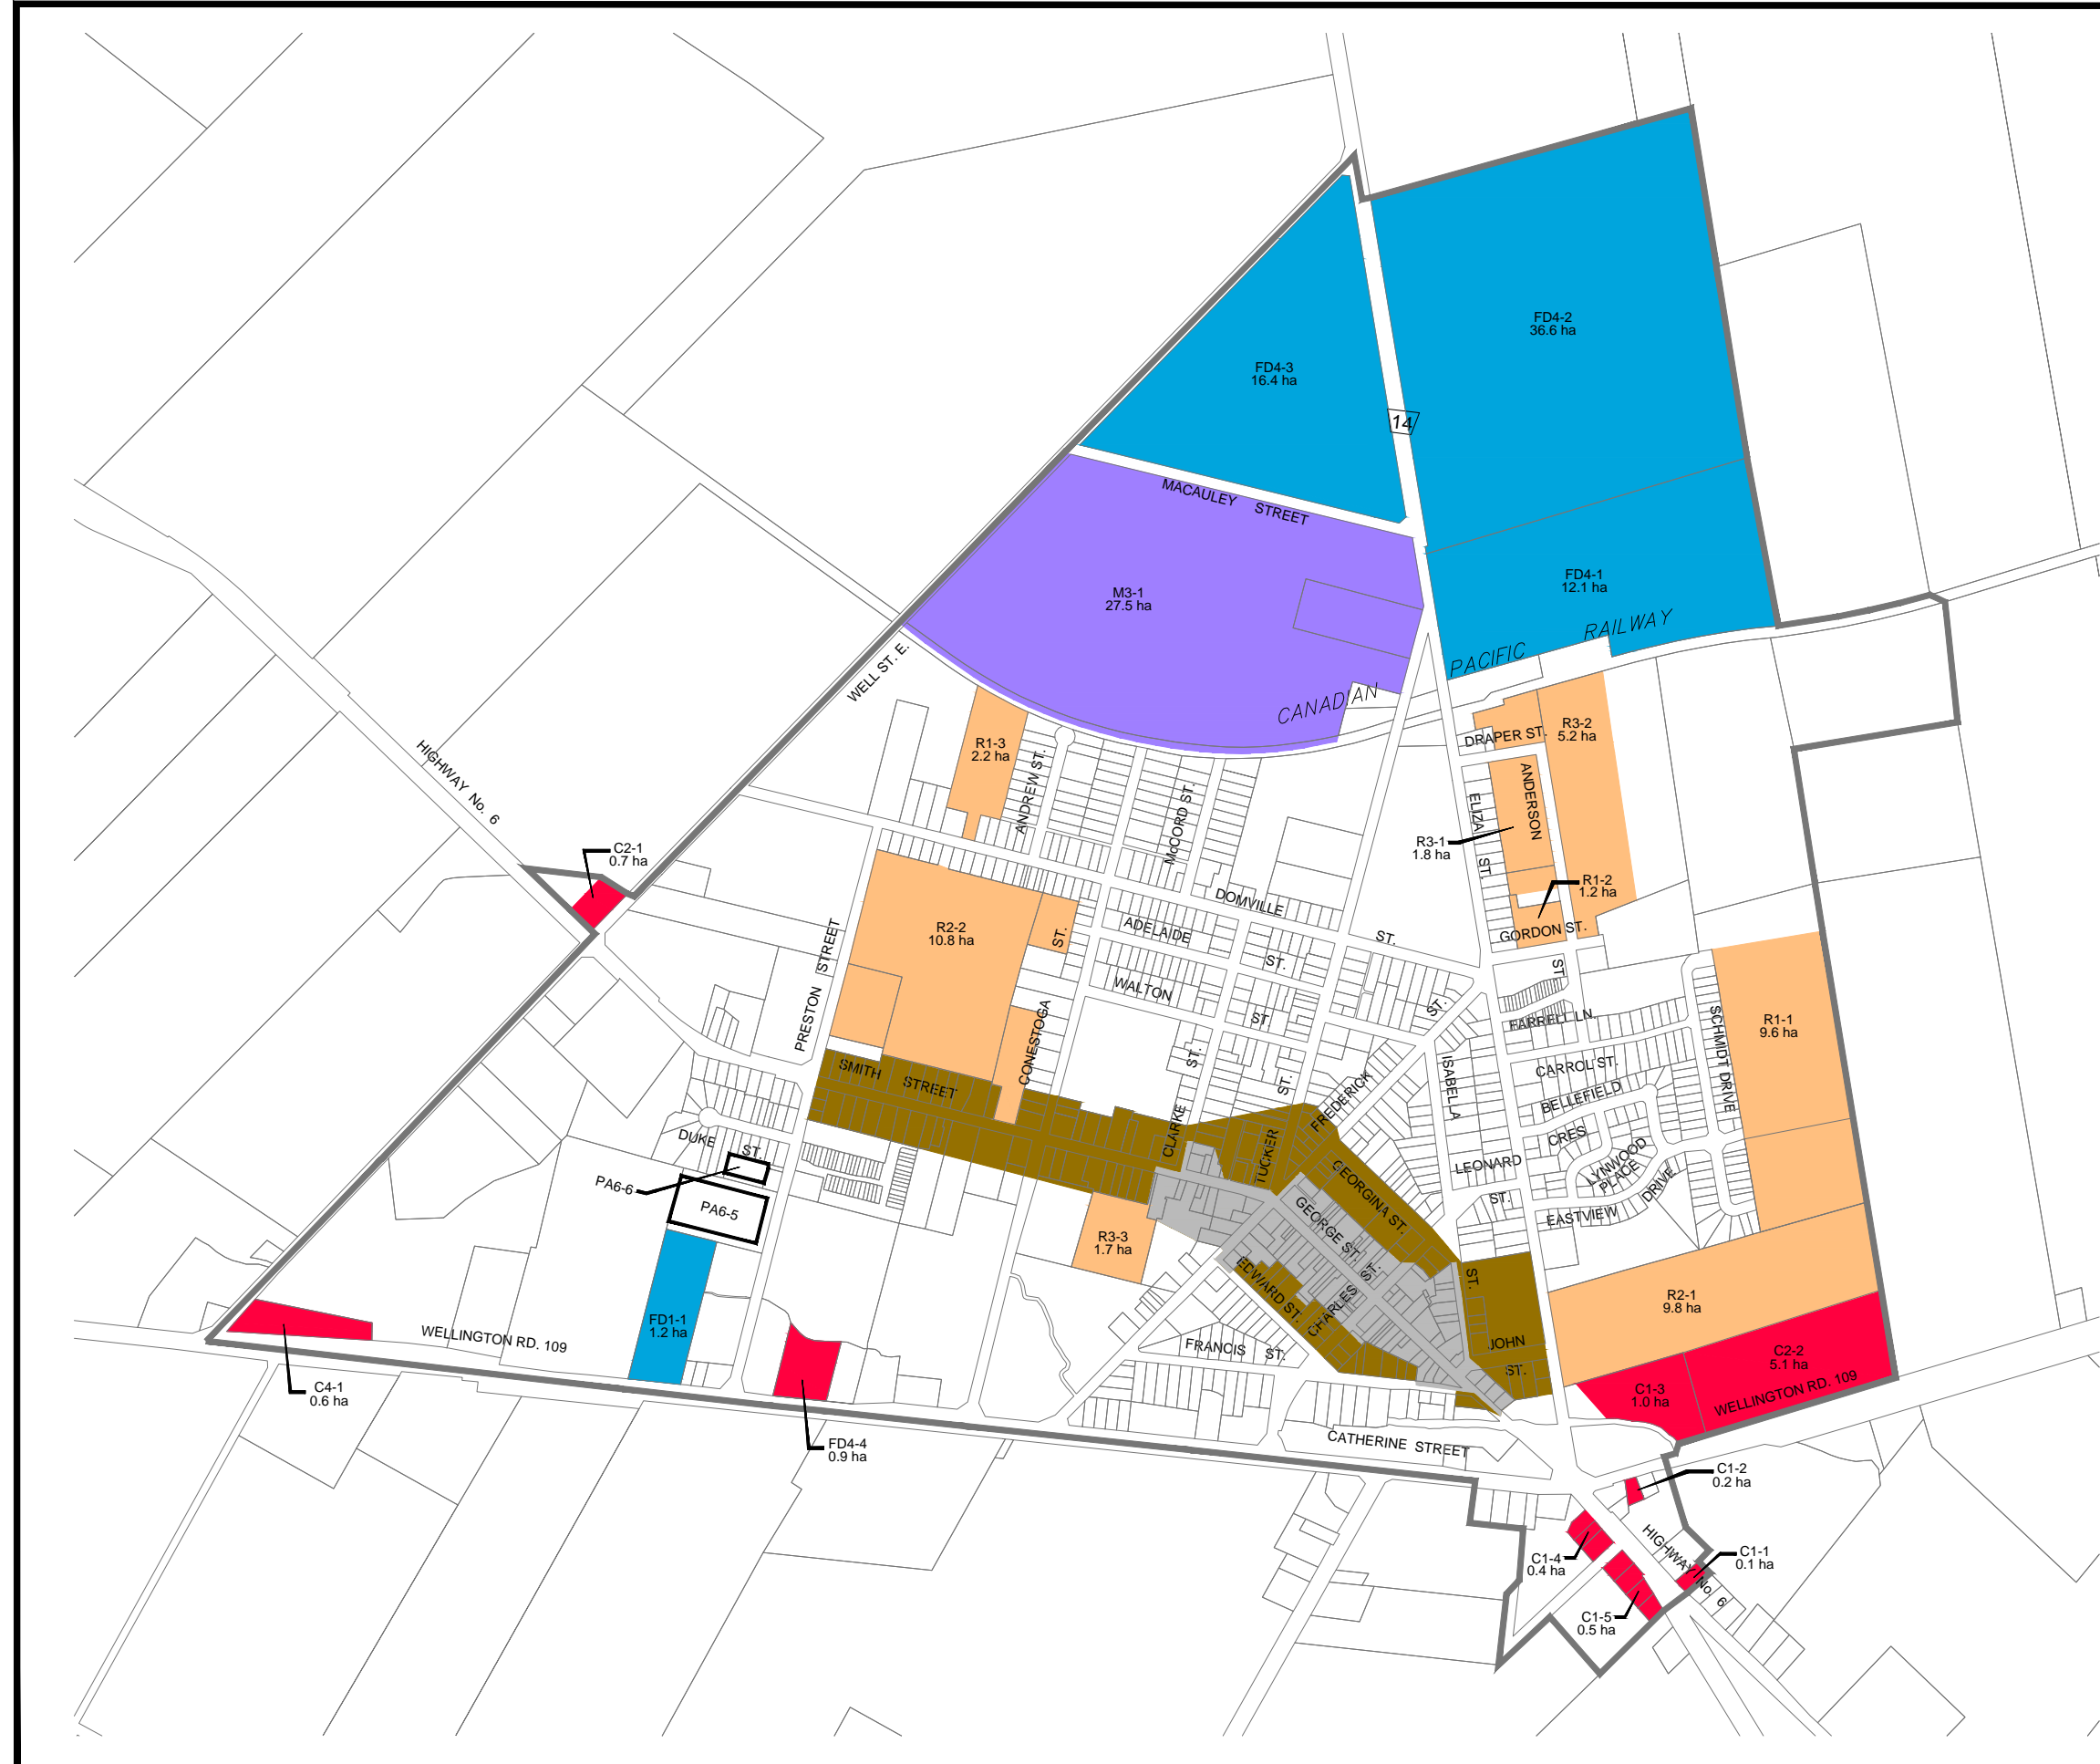 FD4-2
36.6 ha
FD4-3
16.4 ha
14
MACAULEY STREET
FD4-1
12.1 ha
M3-1
27.5 ha
CANADIAN PACIFIC RAILWAY
WELL ST. E.
HIGHWAY No. 6
R1-3
2.2 ha
ANDREW ST.
McCORD ST.
DRAPER ST.
R3-2
5.2 ha
ANDERSON
ELIZA ST.
R3-1
1.8 ha
C2-1
0.7 ha
R1-2
1.2 ha
GORDON ST.
ST.
DOMVILLE ST.
ADELAIDE ST.
R2-2
10.8 ha
ST.
WALTON ST.
PRESTON STREET
CONESTOGA
ST.
ST.
ST.
FARRELL LN.
R1-1
9.6 ha
SCHMIDT DRIVE
CARROL ST.
BELLEFIELD
CRES
LYNWOOD
PLACE
ISABELLA
FREDERICK
SMITH STREET
CLARKE
TUCKER
DUKE ST.
LEONARD ST.
EASTVIEW DRIVE
PA6-6
PA6-5
GEORGINA ST.
GEORGE ST.
R3-3
1.7 ha
EDWARD ST.
CHARLES ST.
ST.
R2-1
9.8 ha
FD1-1
1.2 ha
WELLINGTON RD. 109
FRANCIS ST.
JOHN
ST.
C2-2
5.1 ha
C1-3
1.0 ha
WELLINGTON RD. 109
C4-1
0.6 ha
FD4-4
0.9 ha
CATHERINE STREET
C1-2
0.2 ha
HIGHWAY No. 6
C1-4
0.4 ha
C1-1
0.1 ha
C1-5
0.5 ha